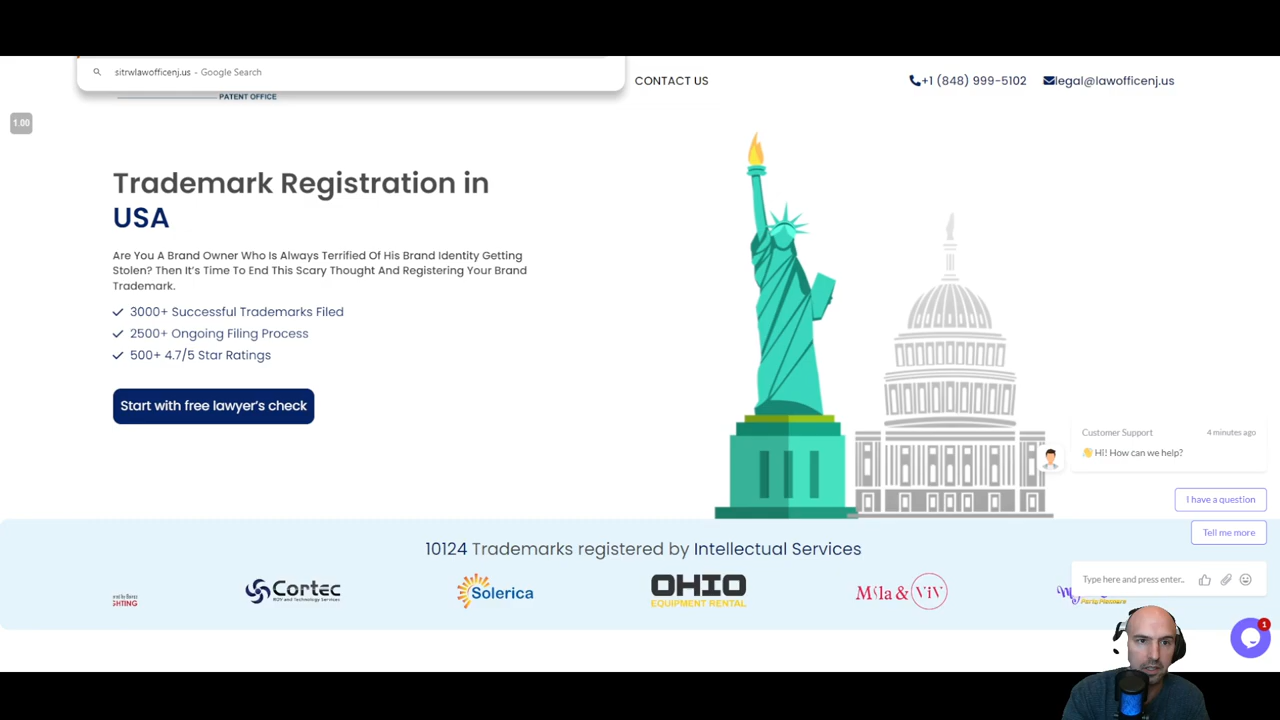 sitrwlawofficenj.us - Google Search
CONTACT US
+1 (848) 999-5102
legal@lawofficenj.us
PATENT OFFICE
1.00
Trademark Registration in
USA
Are You A Brand Owner Who Is Always Terrified Of His Brand Identity Getting
Stolen? Then It's Time To End This Scary Thought And Registering Your Brand
Trademark.
3000+ Successful Trademarks Filed
2500+ Ongoing Filing Process
500+ 4.7/5 Star Ratings
Start with free lawyer's check
Customer Support
4 minutes ago
👋 Hi! How can we help?
I have a question
Tell me more
10124 Trademarks registered by Intellectual Services
Type here and press enter..
Cortec
Solerica
OHIO
EQUIPMENT RENTAL
Mila & ViV
Party Planners
1